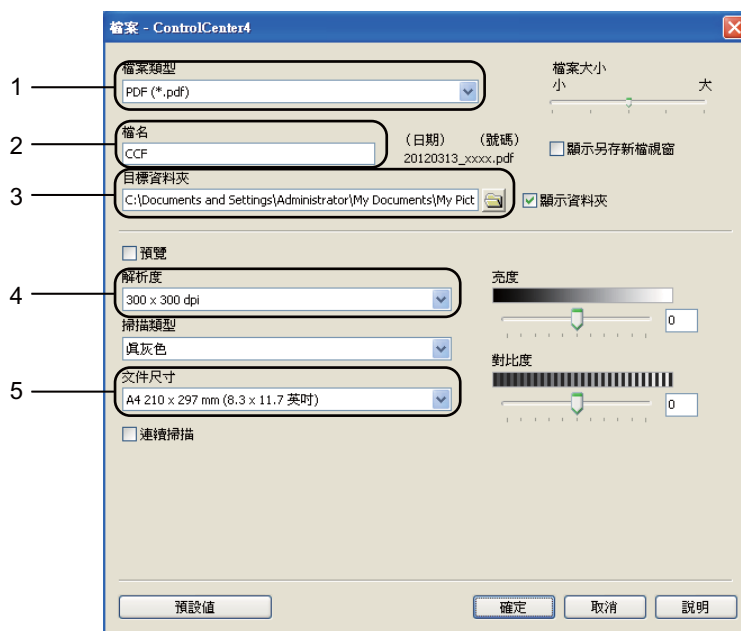 檔案 - ControlCenter4
1
檔案類型
PDF (*.pdf)
檔案大小
小 大
2
檔名
CCF
(日期) (號碼)
20120313_xxxx.pdf
顯示另存新檔視窗
3
目標資料夾
C:\Documents and Settings\Administrator\My Documents\My Pict
顯示資料夾
預覽
4
解析度
300 x 300 dpi
亮度
0
掃描類型
真灰色
對比度
0
5
文件尺寸
A4 210 x 297 mm (8.3 x 11.7 英吋)
連續掃描
預設值 確定 取消 說明